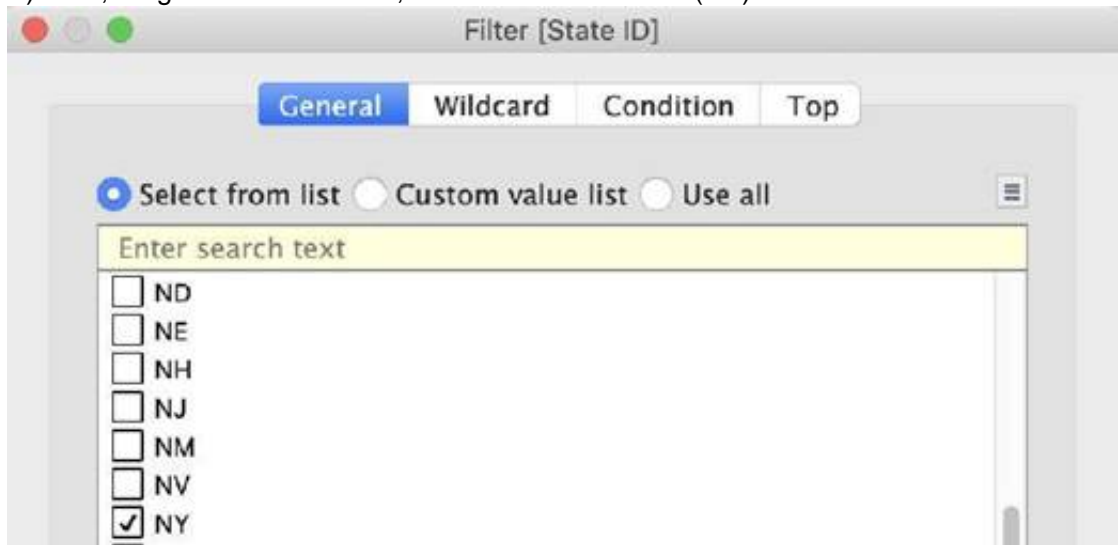 Filter [State ID]
General Wildcard Condition Top
Select from list Custom value list Use all
Enter search text
ND
NE
NH
NJ
NM
NV
NY